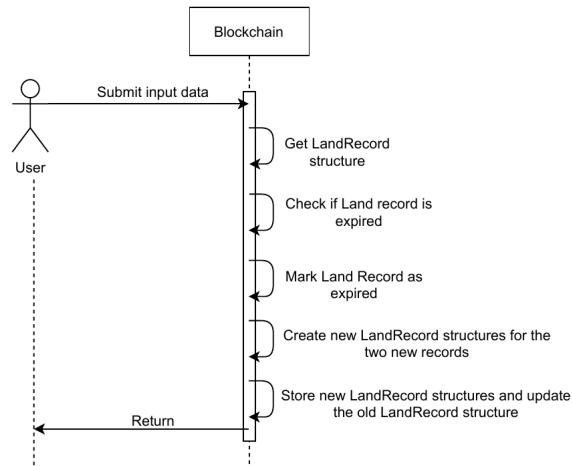 Blockchain
Submit input data
User
Get LandRecord
structure
Check if Land record is
expired
Mark Land Record as
expired
Create new LandRecord structures for the
two new records
Store new LandRecord structures and update
the old LandRecord structure
Return